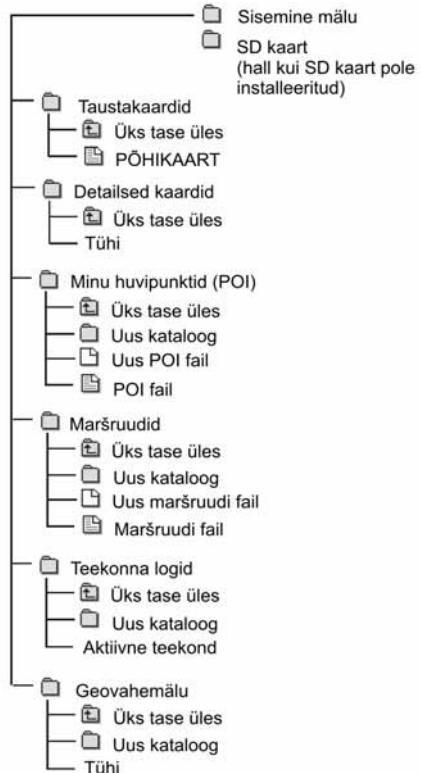 Sisemine mälu
SD kaart
(hall kui SD kaart pole
installeeritud)
Taustakaardid
Üks tase üles
PÕHIKAART
Detailsed kaardid
Üks tase üles
Tühi
Minu huvipunktid (POI)
Üks tase üles
Uus kataloog
Uus POI fail
POI fail
Maršruudid
Üks tase üles
Uus kataloog
Uus maršruudi fail
Maršruudi fail
Teekonna logid
Üks tase üles
Uus kataloog
Aktiivne teekond
Geovahemälu
Üks tase üles
Uus kataloog
Tühi